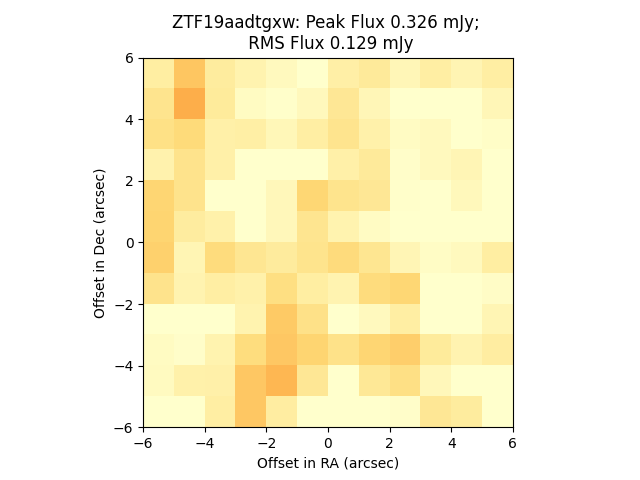 ZTF19aadtgxw: Peak Flux 0.326 mJy;
RMS Flux 0.129 mJy
6
4
2
0
−2
−4
−6
Offset in Dec (arcsec)
−6 −4 −2 0 2 4 6
Offset in RA (arcsec)